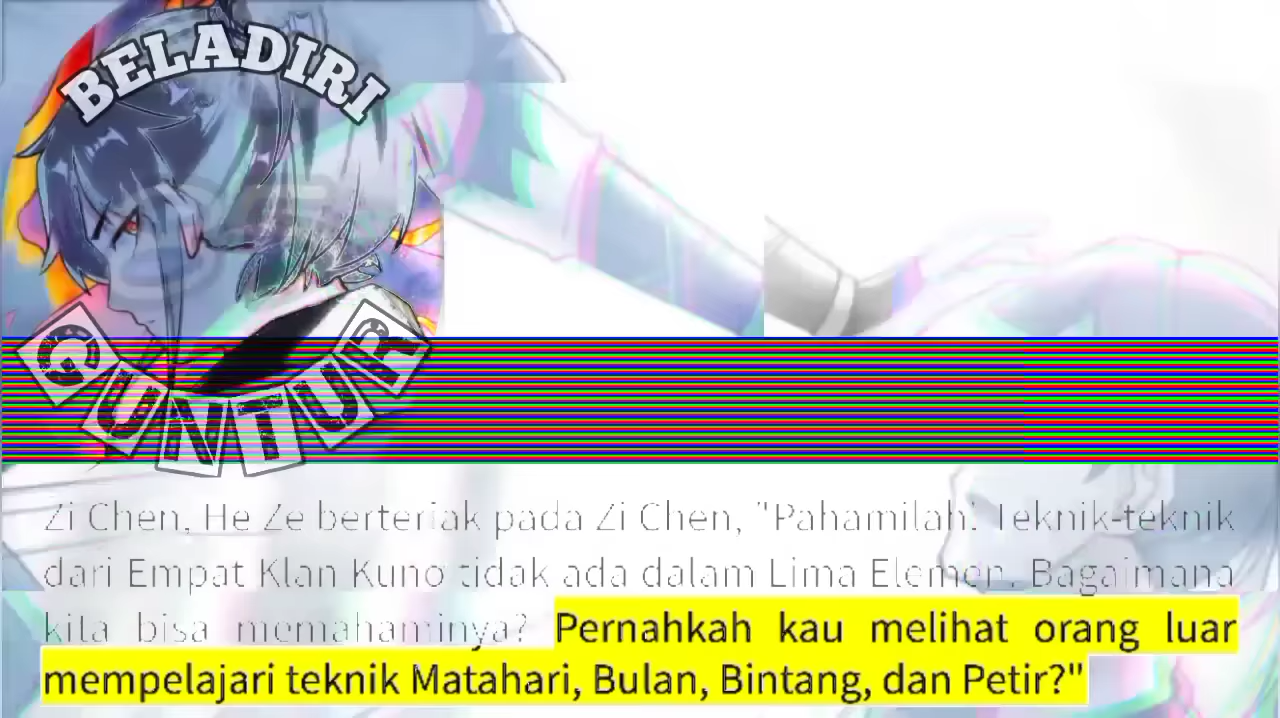 BELADIRI
GUNTUR
Zi Chen, He Ze berteriak pada Zi Chen, "Pahamilah! Teknik-teknik
dari Empat Klan Kuno tidak ada dalam Lima Elemen. Bagaimana
kita bisa memahaminya? Pernahkah kau melihat orang luar
mempelajari teknik Matahari, Bulan, Bintang, dan Petir?"